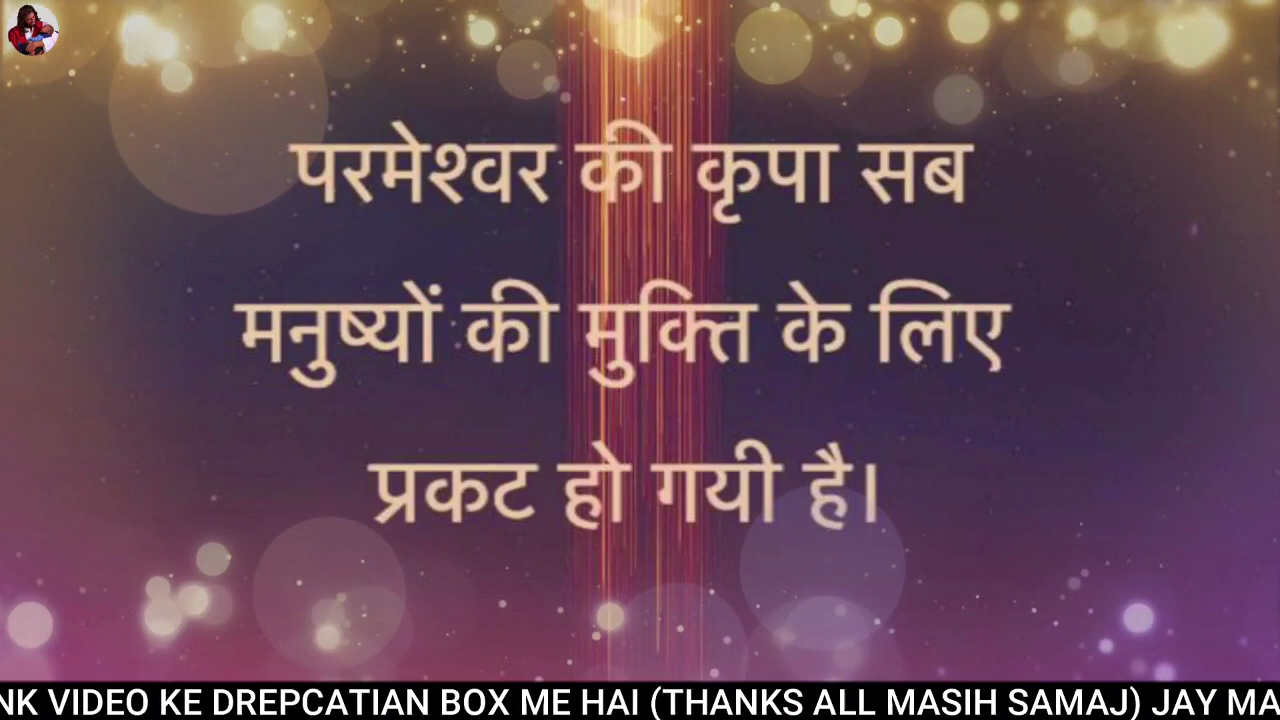 परमेश्वर की कृपा सब
मनुष्यों की मुक्ति के लिए
प्रकट हो गयी है।
NK VIDEO KE DREPCATIAN BOX ME HAI (THANKS ALL MASIH SAMAJ) JAY MA